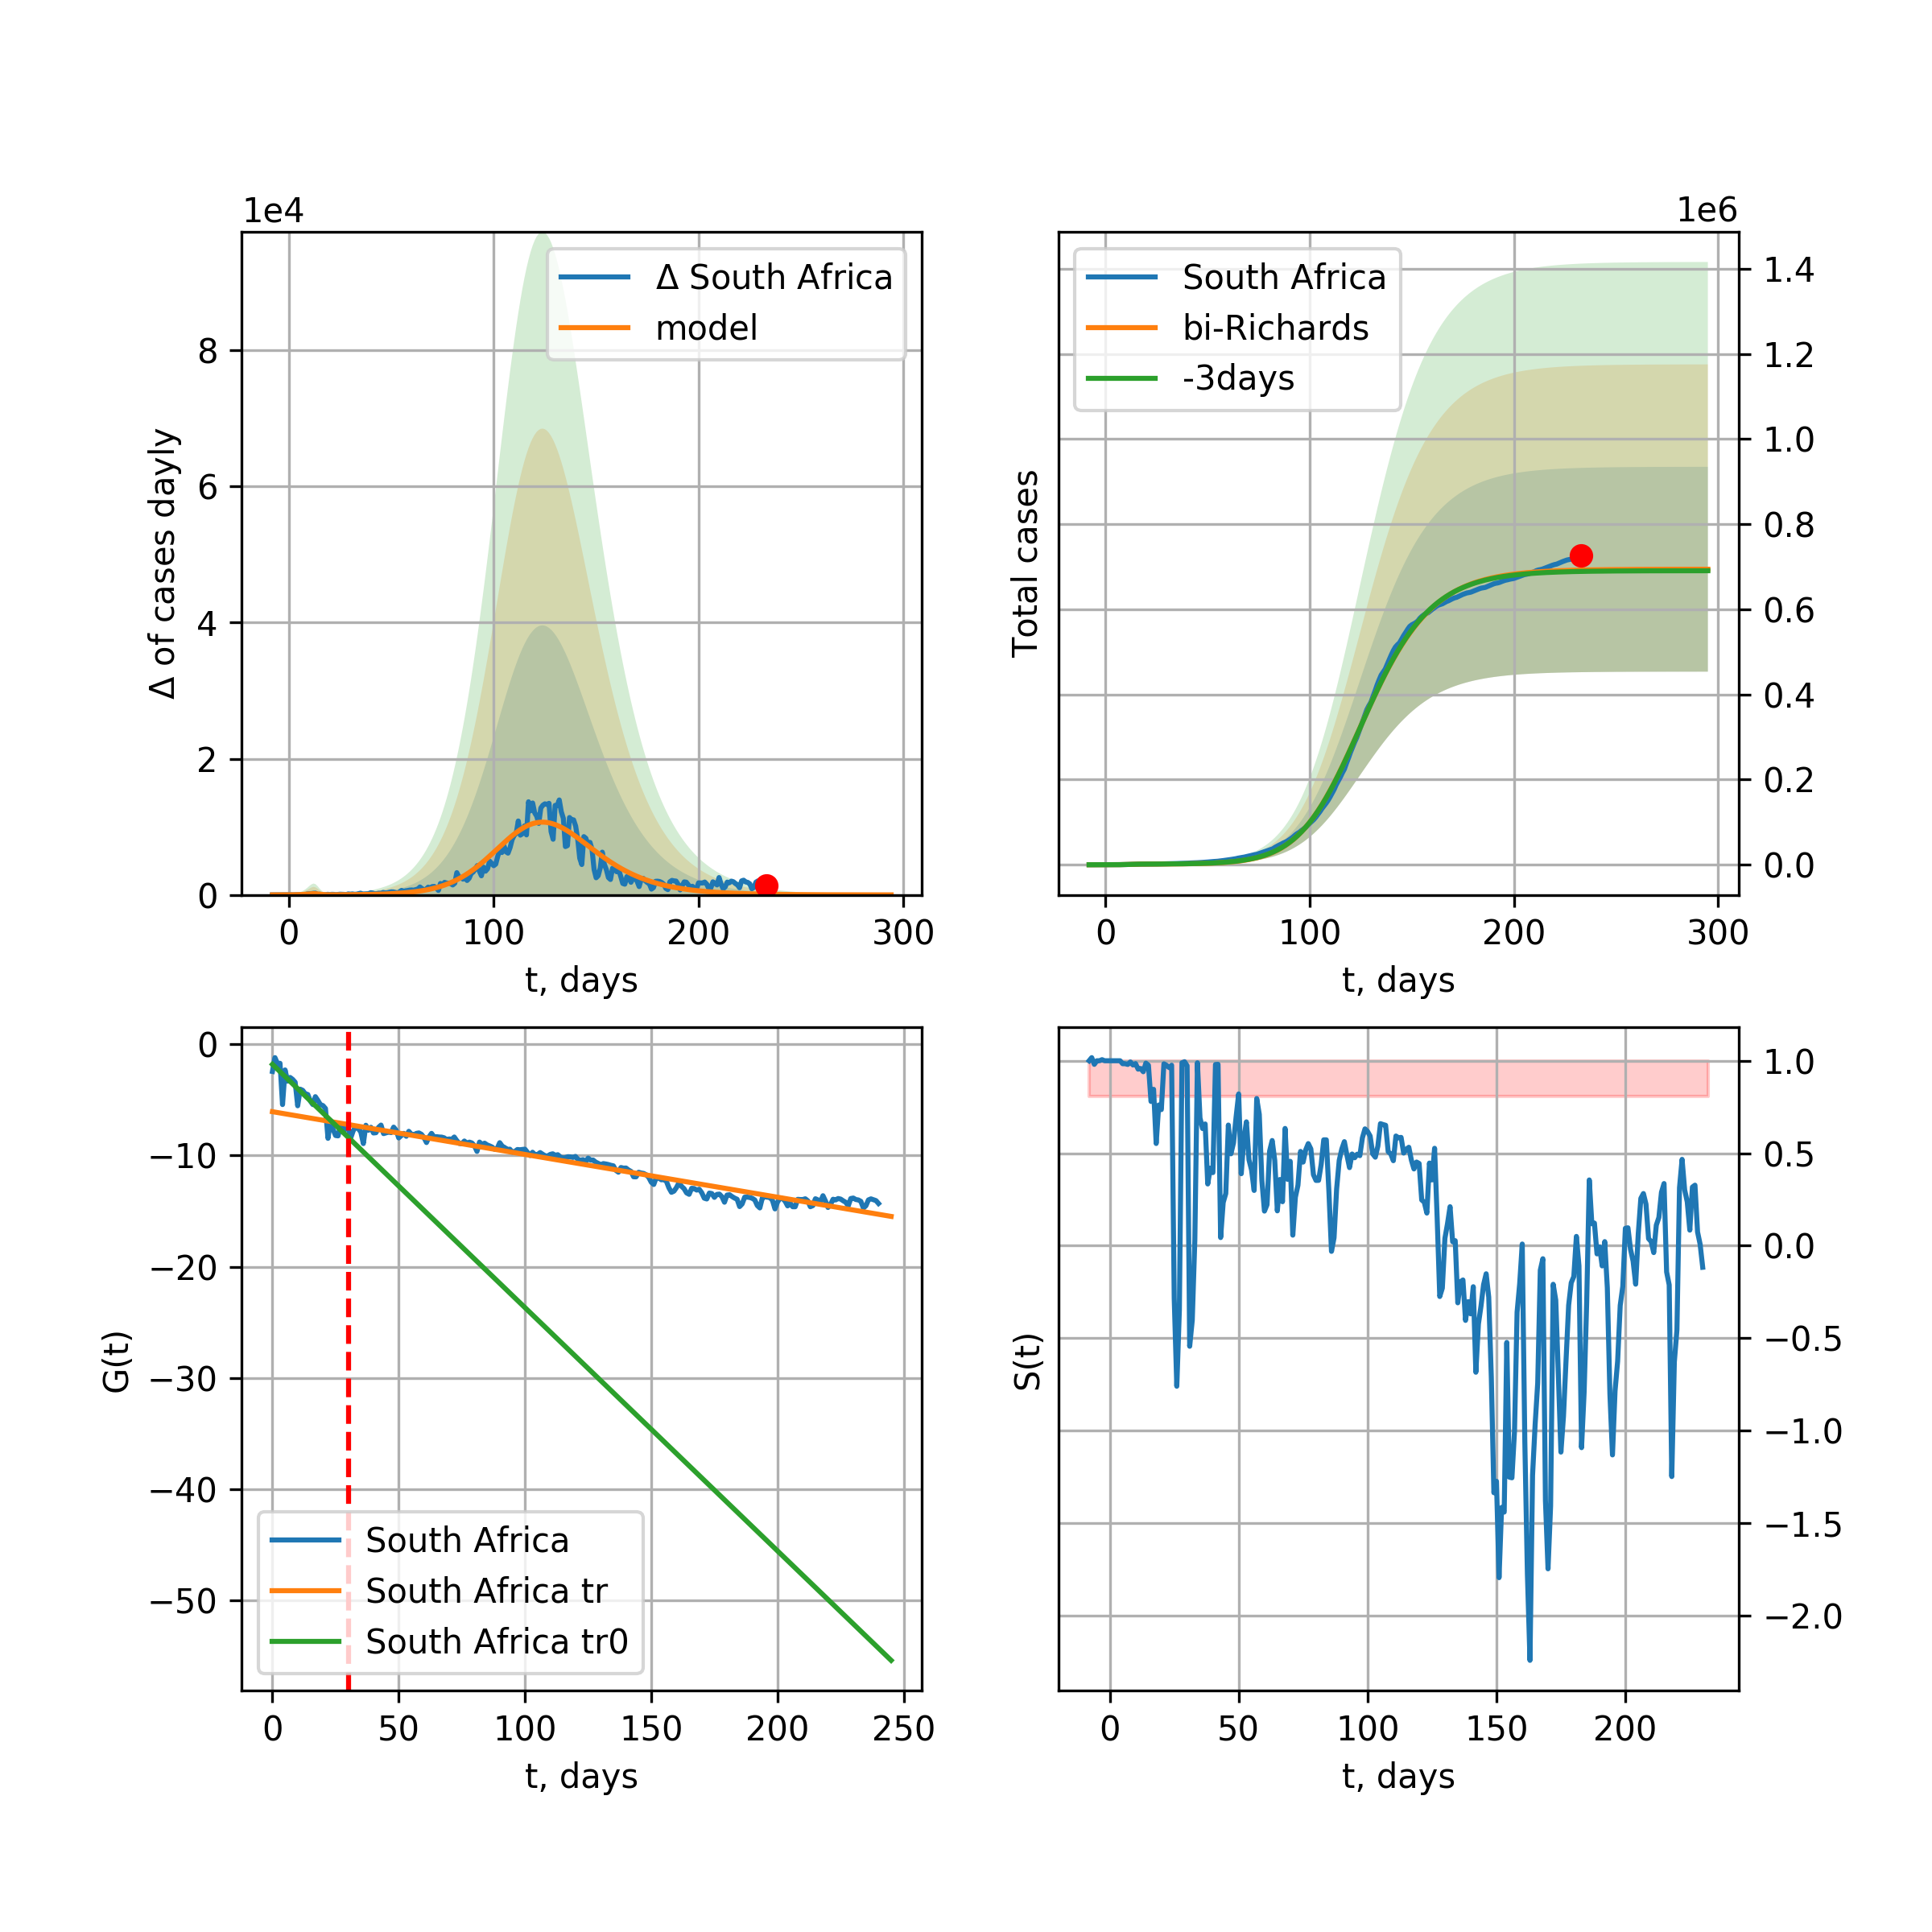 1e4
Δ South Africa
model
8
6
4
2
0
Δ of cases dayly
0 100 200 300
t, days
1e6
South Africa
bi-Richards
-3days
1.4
1.2
1.0
0.8
0.6
0.4
0.2
0.0
Total cases
0 100 200 300
t, days
0
−10
−20
−30
−40
−50
G(t)
South Africa
South Africa tr
South Africa tr0
0 50 100 150 200 250
t, days
1.0
0.5
0.0
−0.5
−1.0
−1.5
−2.0
S(t)
0 50 100 150 200
t, days